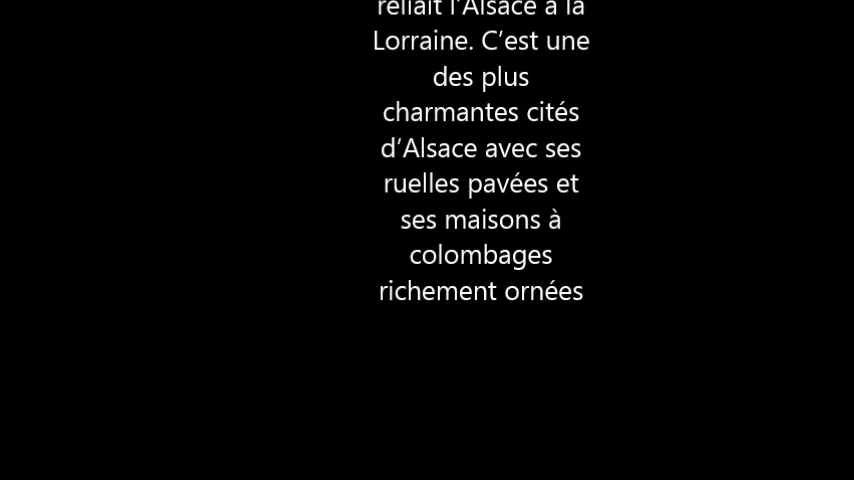 reliait l’Alsace à la
Lorraine. C’est une
des plus
charmantes cités
d’Alsace avec ses
ruelles pavées et
ses maisons à
colombages
richement ornées